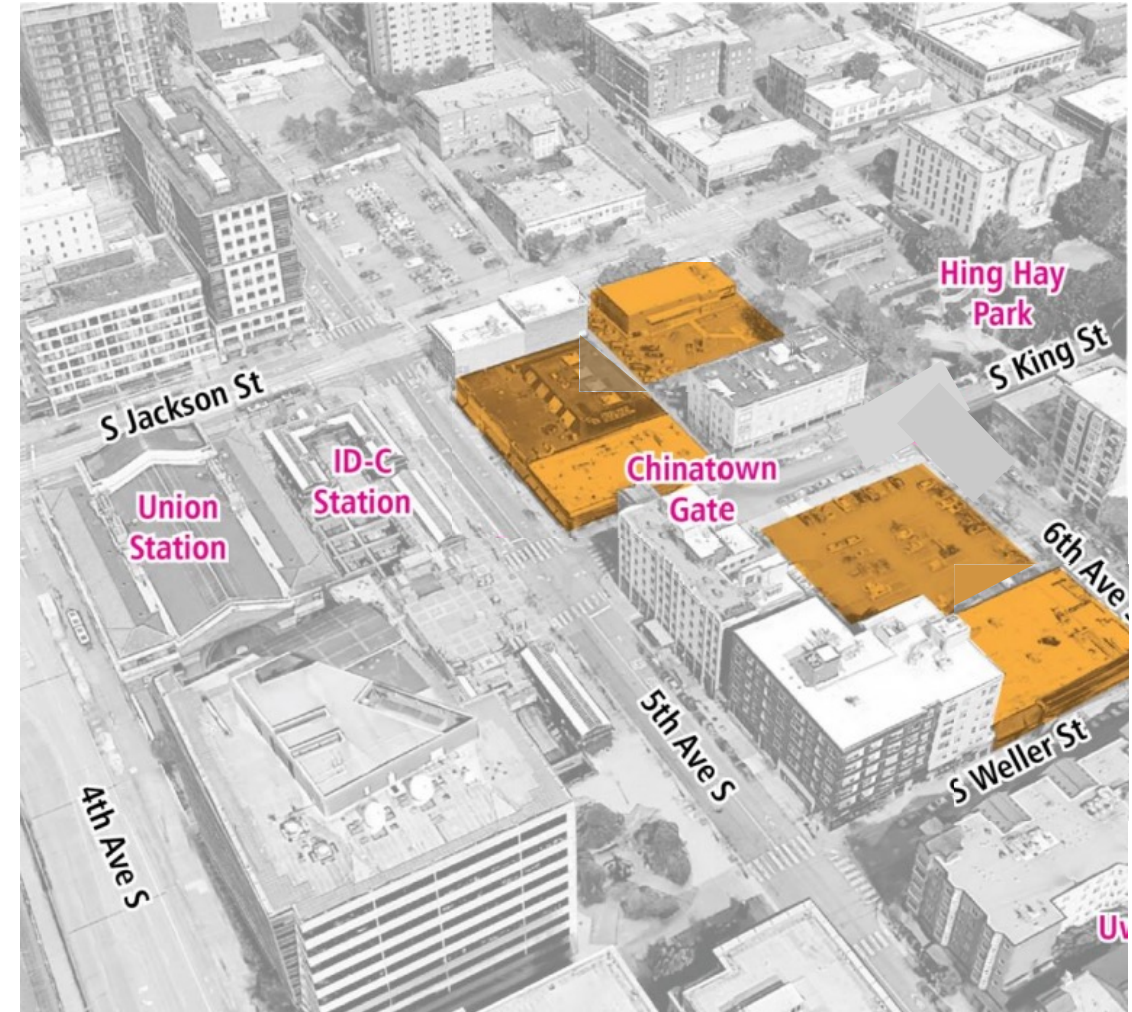 Hing Hay
Park
S King St
S Jackson St
ID-C
Station
Chinatown
Gate
Union
Station
6th Ave S
5th Ave S
S Weller St
4th Ave S